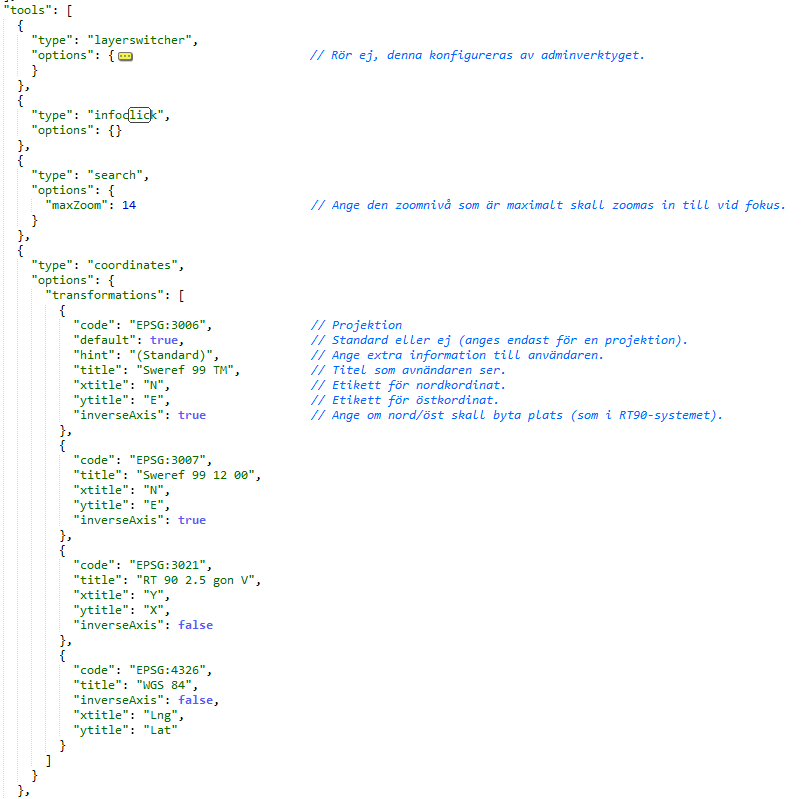 "tools": [
{
"type": "layerswitcher",
"options": { // Rör ej, denna konfigureras av adminverktyget.
}
},
{
"type": "infoclick",
"options": {}
},
{
"type": "search",
"options": {
"maxZoom": 14 // Ange den zoomnivå som är maximalt skall zoomas in till vid fokus.
}
},
{
"type": "coordinates",
"options": {
"transformations": [
{
"code": "EPSG:3006", // Projektion
"default": true, // Standard eller ej (anges endast för en projektion).
"hint": "(Standard)", // Ange extra information till användaren.
"title": "Sweref 99 TM", // Titel som avnändaren ser.
"xtitle": "N", // Etikett för nordkordinat.
"ytitle": "E", // Etikett för östkordinat.
"inverseAxis": true // Ange om nord/öst skall byta plats (som i RT90-systemet).
},
{
"code": "EPSG:3007",
"title": "Sweref 99 12 00",
"xtitle": "N",
"ytitle": "E",
"inverseAxis": true
},
{
"code": "EPSG:3021",
"title": "RT 90 2.5 gon V",
"xtitle": "Y",
"ytitle": "X",
"inverseAxis": false
},
{
"code": "EPSG:4326",
"title": "WGS 84",
"inverseAxis": false,
"xtitle": "Lng",
"ytitle": "Lat"
}
]
}
},